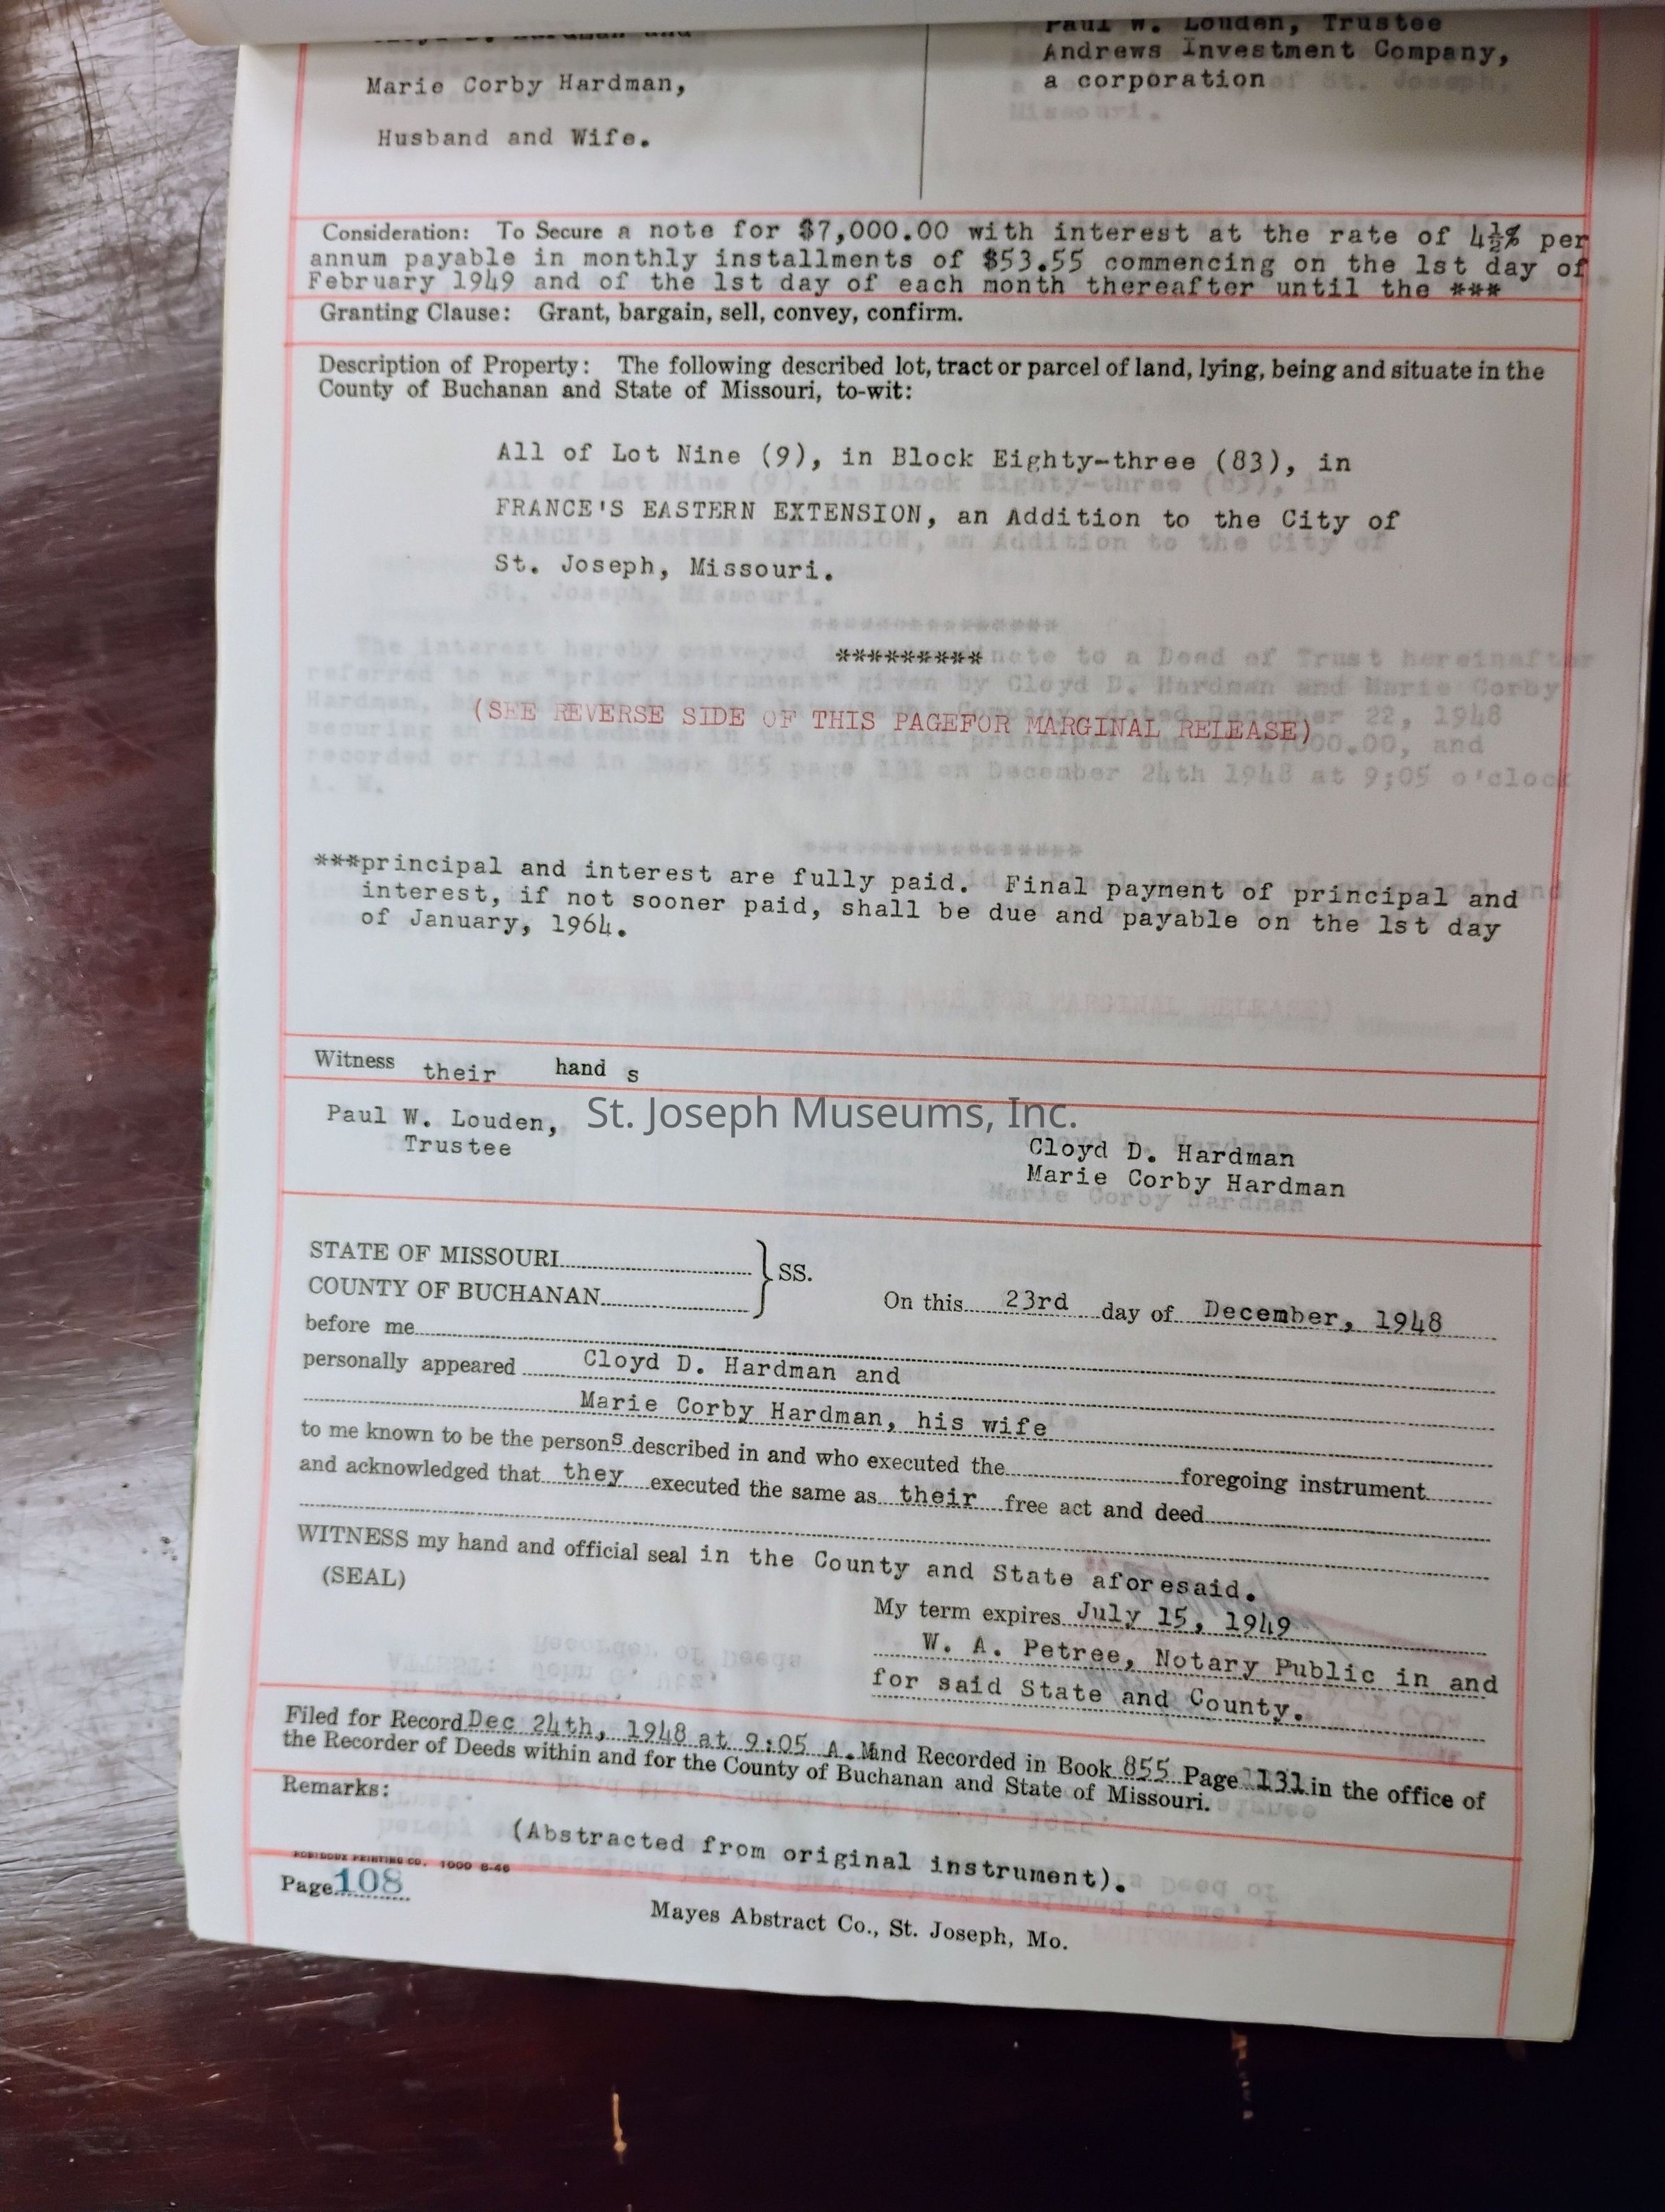 Paul W. Louden, Trustee
Andrews Investment Company,
a corporation
Marie Corby Hardman,
Husband and Wife.
Consideration: To Secure a note for $7,000.00 with interest at the rate of 4½% per
annum payable in monthly installments of $53.55 commencing on the 1st day of
February 1949 and of the 1st day of each month thereafter until the ***
Granting Clause: Grant, bargain, sell, convey, confirm.
Description of Property: The following described lot, tract or parcel of land, lying, being and situate in the
County of Buchanan and State of Missouri, to-wit:
All of Lot Nine (9), in Block Eighty-three (83), in
FRANCE'S EASTERN EXTENSION, an Addition to the City of
St. Joseph, Missouri.
*********
(SEE REVERSE SIDE OF THIS PAGEFOR MARGINAL RELEASE)
***principal and interest are fully paid. Final payment of principal and
interest, if not sooner paid, shall be due and payable on the 1st day
of January, 1964.
Witness their hand s
St. Joseph Museums, Inc.
Paul W. Louden,
Trustee
Cloyd D. Hardman
Marie Corby Hardman
STATE OF MISSOURI
COUNTY OF BUCHANAN
} SS.
On this 23rd day of December, 1948
before me
personally appeared Cloyd D. Hardman and
Marie Corby Hardman, his wife
to me known to be the persons described in and who executed the foregoing instrument
and acknowledged that they executed the same as their free act and deed
WITNESS my hand and official seal in the County and State aforesaid.
(SEAL)
My term expires July 15, 1949
W. A. Petree, Notary Public in and
for said State and County.
Filed for Record Dec 24th, 1948 at 9:05 A.M and Recorded in Book 855 Page 131 in the office of
the Recorder of Deeds within and for the County of Buchanan and State of Missouri.
Remarks:
(Abstracted from original instrument).
ROBIDOUX PRINTING CO. 1000 8-46
Page 108
Mayes Abstract Co., St. Joseph, Mo.